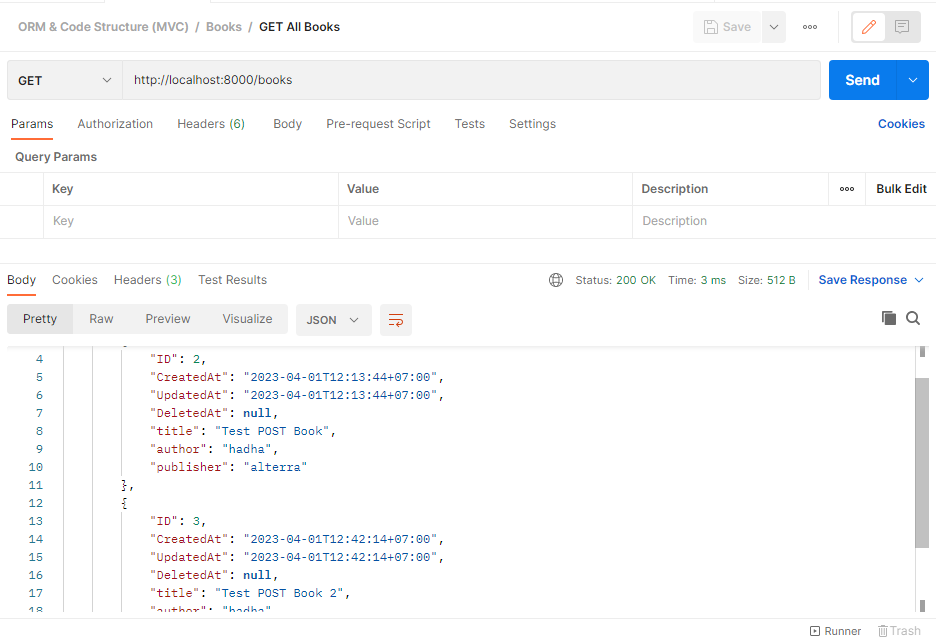 ORM & Code Structure (MVC) / Books / GET All Books
Save
GET
http://localhost:8000/books
Send
Params Authorization Headers (6) Body Pre-request Script Tests Settings Cookies
Query Params
Key Value Description Bulk Edit
Key Value Description
Body Cookies Headers (3) Test Results Status: 200 OK Time: 3 ms Size: 512 B Save Response
Pretty Raw Preview Visualize JSON
4 "ID": 2,
5 "CreatedAt": "2023-04-01T12:13:44+07:00",
6 "UpdatedAt": "2023-04-01T12:13:44+07:00",
7 "DeletedAt": null,
8 "title": "Test POST Book",
9 "author": "hadha",
10 "publisher": "alterra"
11 },
12 {
13 "ID": 3,
14 "CreatedAt": "2023-04-01T12:42:14+07:00",
15 "UpdatedAt": "2023-04-01T12:42:14+07:00",
16 "DeletedAt": null,
17 "title": "Test POST Book 2",
18 "author": "hadha"
Runner Trash